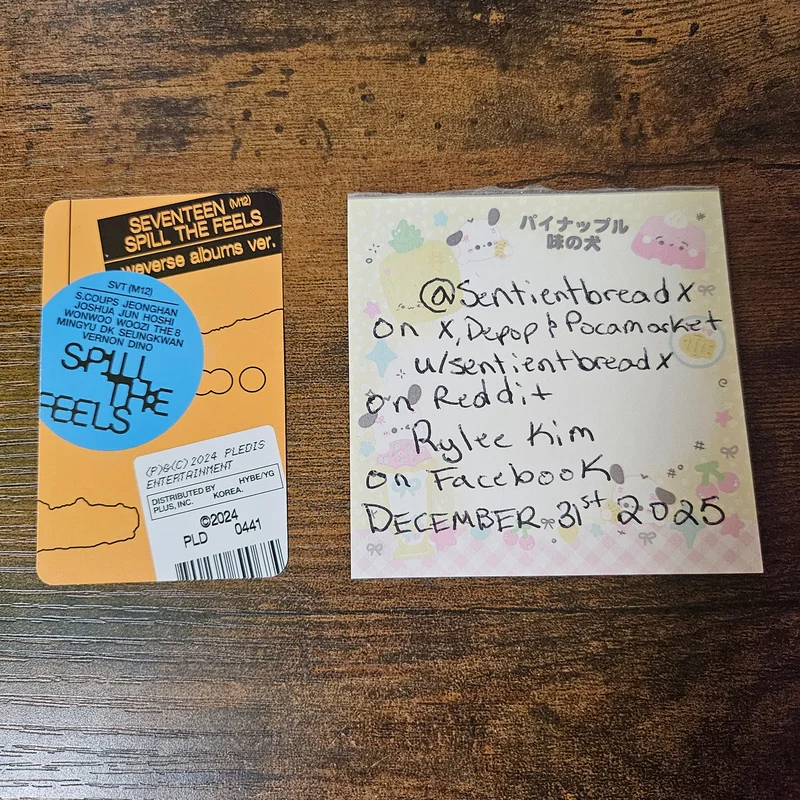 SEVENTEEN (M12)
SPILL THE FEELS
weverse albums ver.
SVT (M12)
S.COUPS JEONGHAN
JOSHUA JUN HOSHI
WONWOO WOOZI THE 8
MINGYU DK SEUNGKWAN
VERNON DINO
SPILL
THE
FEELS
(P)&(C) 2024 PLEDIS
ENTERTAINMENT
DISTRIBUTED BY HYBE/YG
PLUS, INC. KOREA.
©2024
PLD 0441
パイナップル
味の犬
@SentientbreadX
on X, Depop & Pocamarket
u/sentientbreadX
on Reddit
Rylee Kim
on Facebook
DECEMBER 31st 2025